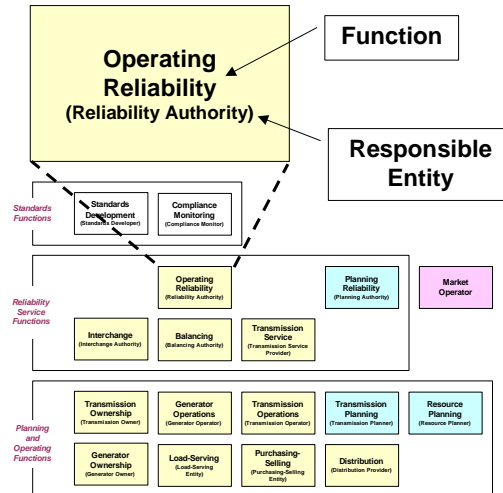 Function
Operating
Reliability
(Reliability Authority)
Responsible
Entity
Standards
Functions
Standards
Development
(Standards Developer)
Compliance
Monitoring
(Compliance Monitor)
Reliability
Service
Functions
Operating
Reliability
(Reliability Authority)
Planning
Reliability
(Planning Authority)
Market
Operator
Interchange
(Interchange Authority)
Balancing
(Balancing Authority)
Transmission
Service
(Transmission Service
Provider)
Planning
and
Operating
Functions
Transmission
Ownership
(Transmission Owner)
Generator
Operations
(Generator Operator)
Transmission
Operations
(Transmission Operator)
Transmission
Planning
(Transmission Planner)
Resource
Planning
(Resource Planner)
Generator
Ownership
(Generator Owner)
Load-Serving
(Load-Serving
Entity)
Purchasing-
Selling
(Purchasing-Selling
Entity)
Distribution
(Distribution Provider)